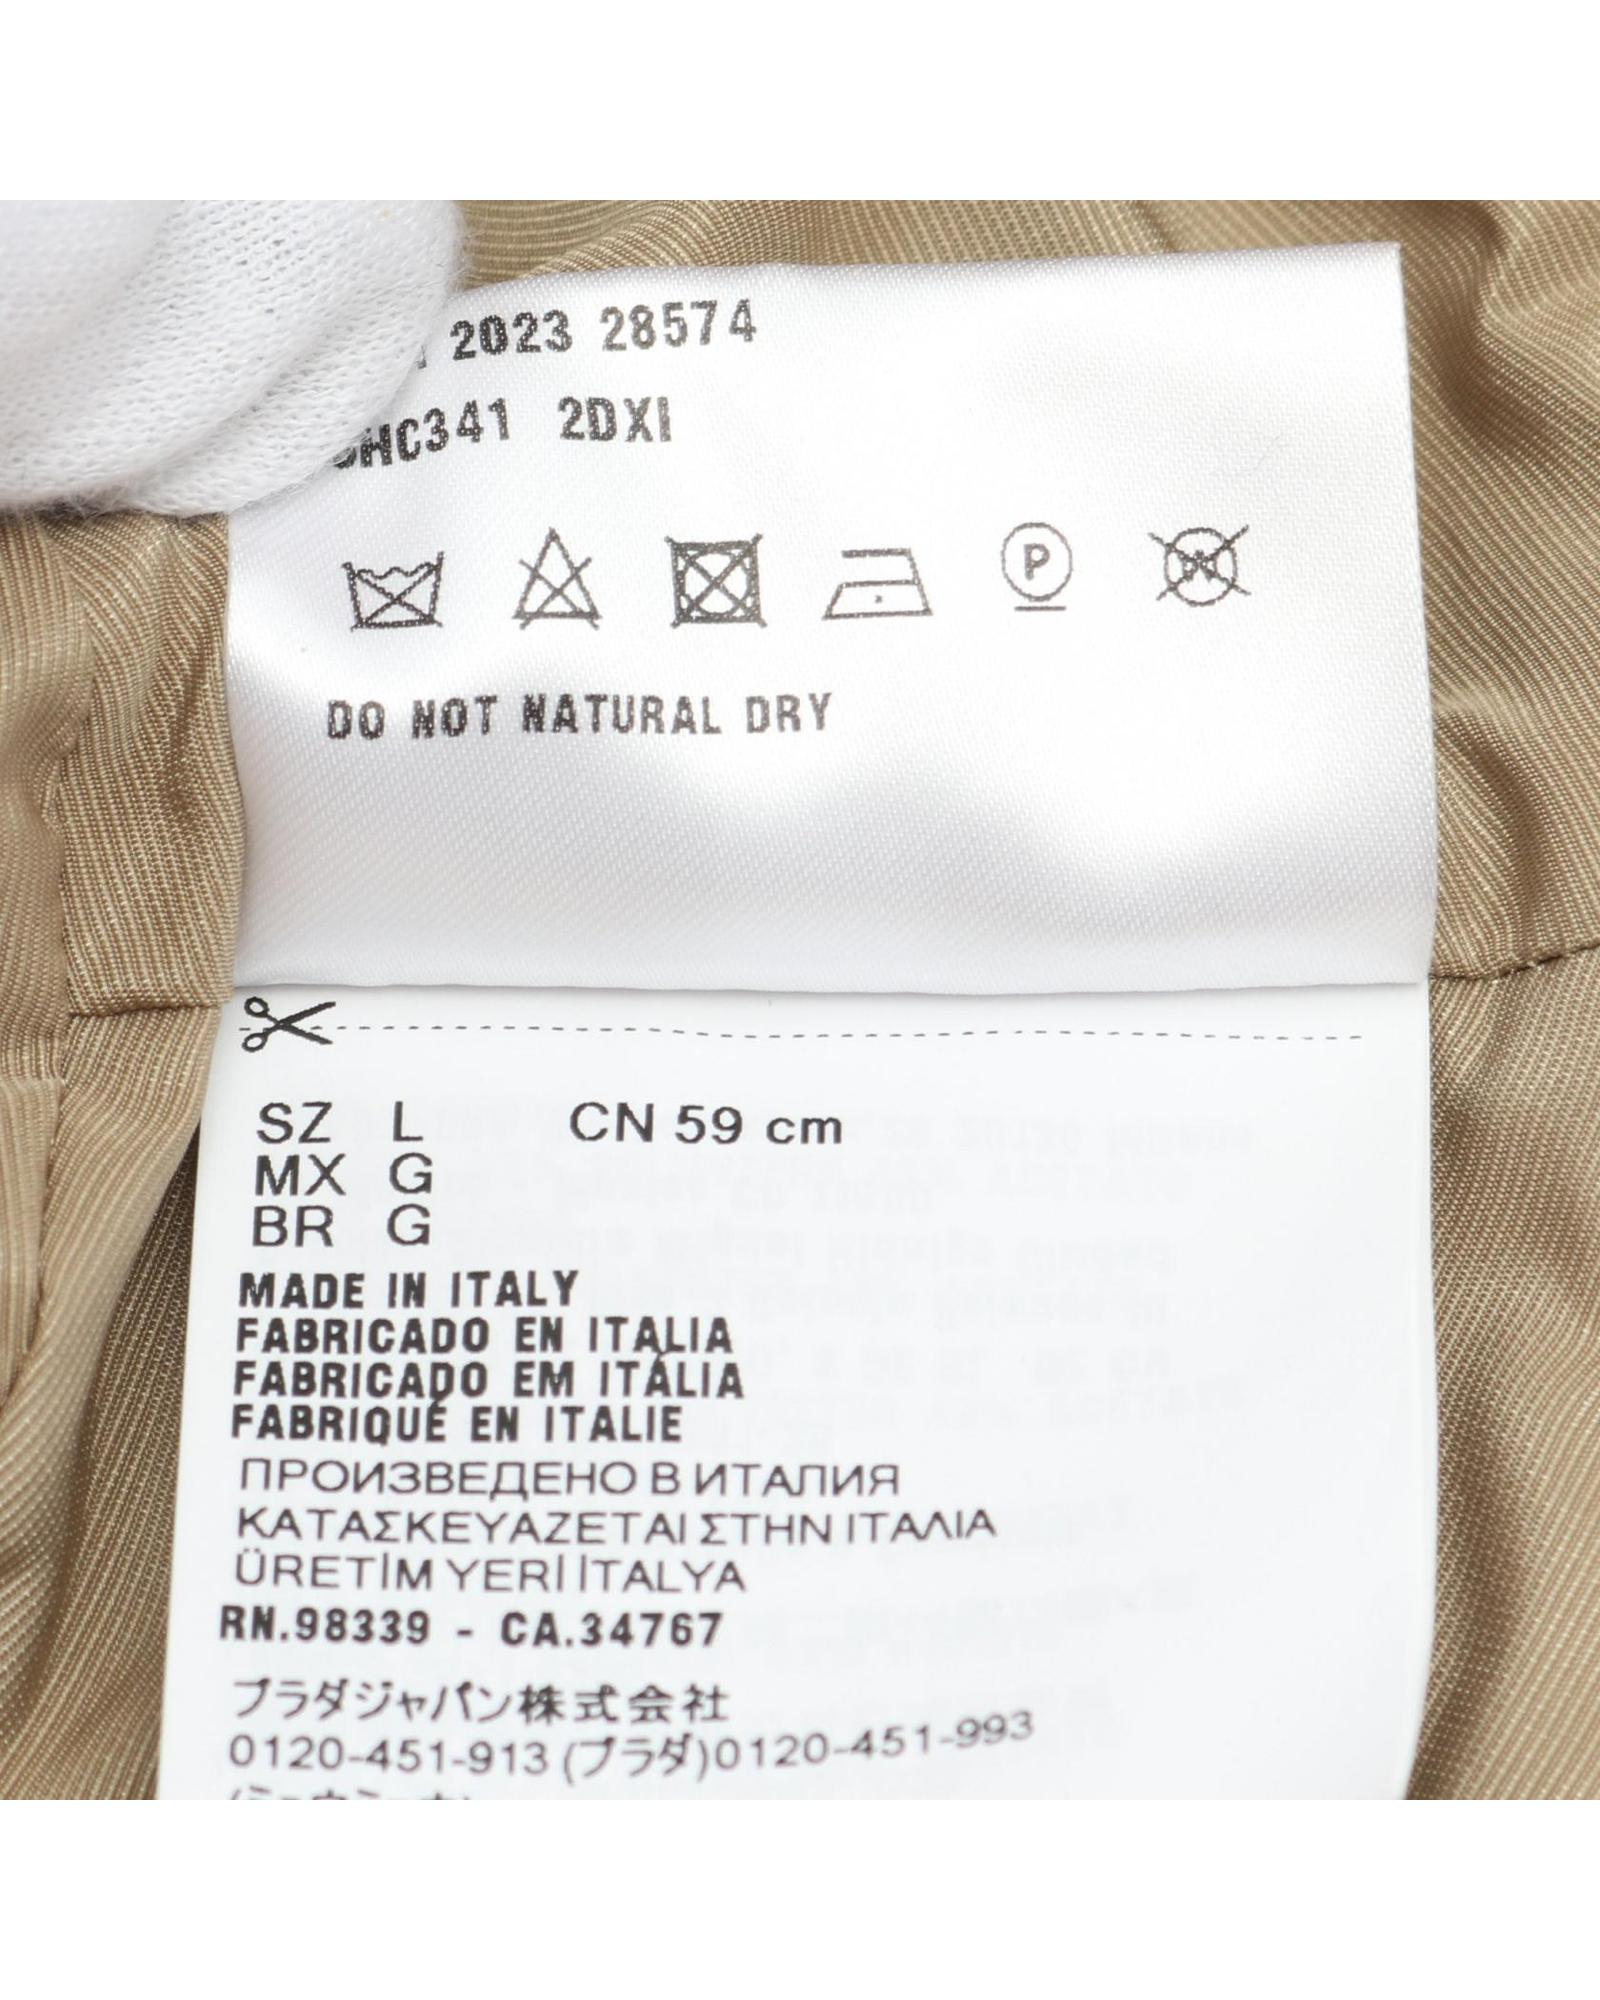 2023 28574
HC341 2DXI
P
W
DO NOT NATURAL DRY
SZ L CN 59 cm
MX G
BR G
MADE IN ITALY
FABRICADO EN ITALIA
FABRICADO EM ITÁLIA
FABRIQUÉ EN ITALIE
ПРОИЗВЕДЕНО В ИТАЛИЯ
ΚΑΤΑΣΚΕΥΑΖΕΤΑΙ ΣΤΗΝ ΙΤΑΛΙΑ
ÜRETİM YERİ İTALYA
RN.98339 - CA.34767
プラダジャパン株式会社
0120-451-913 (プラダ)0120-451-993